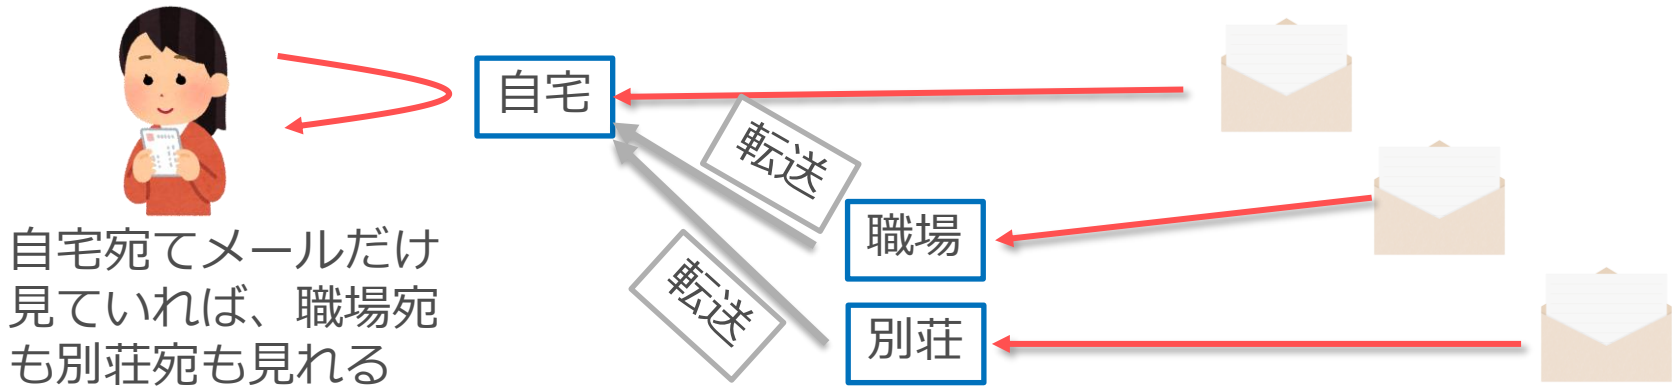 自宅
転送
職場
転送
別荘
自宅宛てメールだけ
見ていれば、職場宛
も別荘宛も見れる